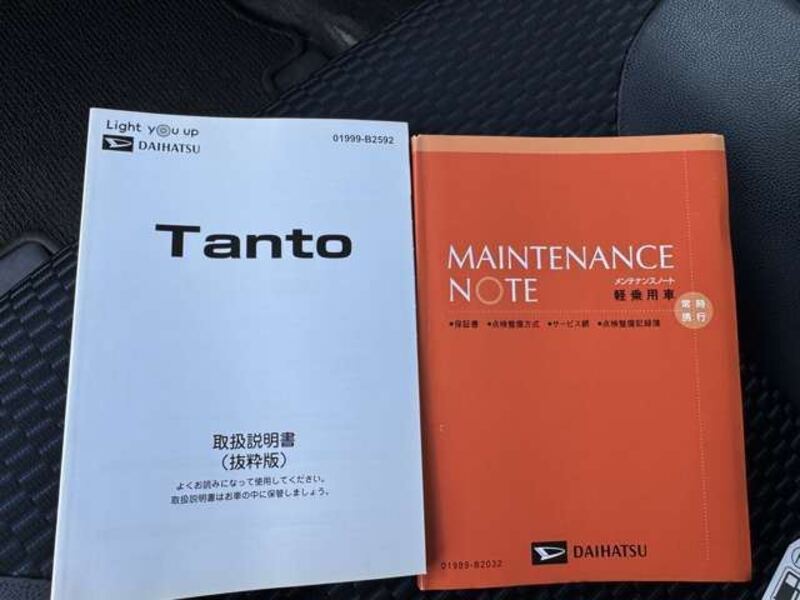 Light you up
DAIHATSU
01999-B2592
Tanto
取扱説明書
(抜粋版)
よくお読みになって使用してください。
取扱説明書はお車の中に保管しましょう。
MAINTENANCE
NOTE
メンテナンスノート
軽乗用車
常時
携行
•保証書 •点検整備方式 •サービス網 •点検整備記録簿
DAIHATSU
01989-B2032